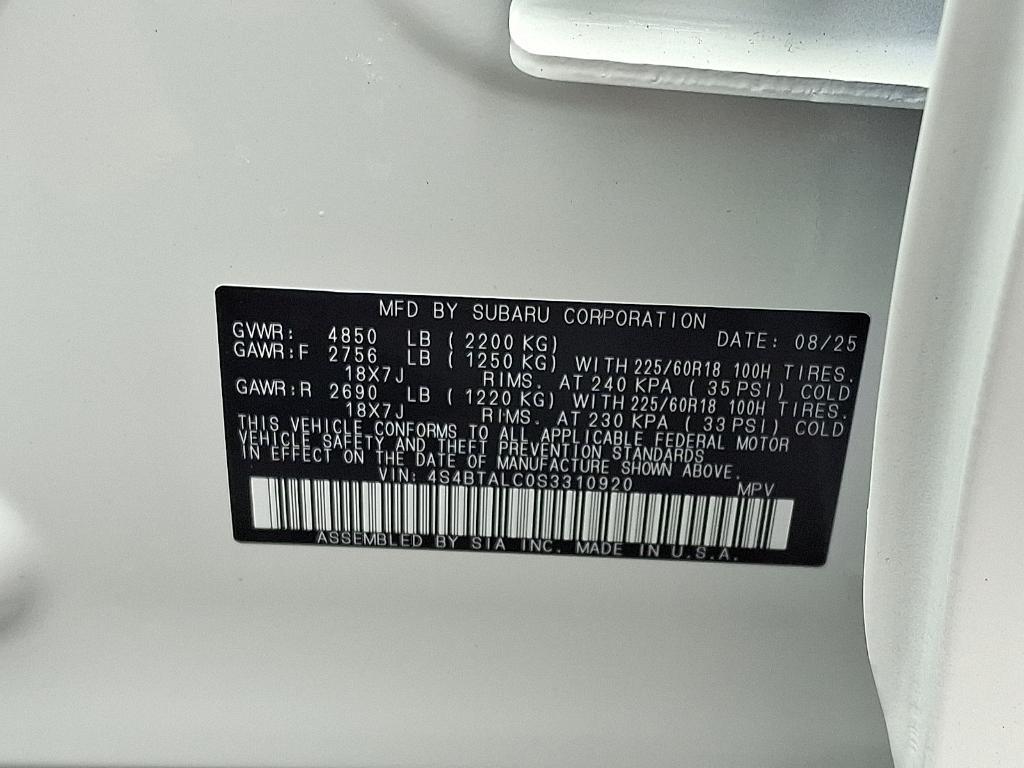 MFD BY SUBARU CORPORATION
DATE: 08/25
GVWR: 4850 LB ( 2200 KG)
GAWR:F 2756 LB ( 1250 KG) WITH 225/60R18 100H TIRES.
18X7J RIMS. AT 240 KPA ( 35 PSI) COLD
GAWR:R 2690 LB ( 1220 KG) WITH 225/60R18 100H TIRES.
18X7J RIMS. AT 230 KPA ( 33 PSI) COLD
THIS VEHICLE CONFORMS TO ALL APPLICABLE FEDERAL MOTOR
VEHICLE SAFETY AND THEFT PREVENTION STANDARDS
IN EFFECT ON THE DATE OF MANUFACTURE SHOWN ABOVE.
VIN: 4S4BTALC0S3310920 MPV
ASSEMBLED BY SIA INC. MADE IN U.S.A.